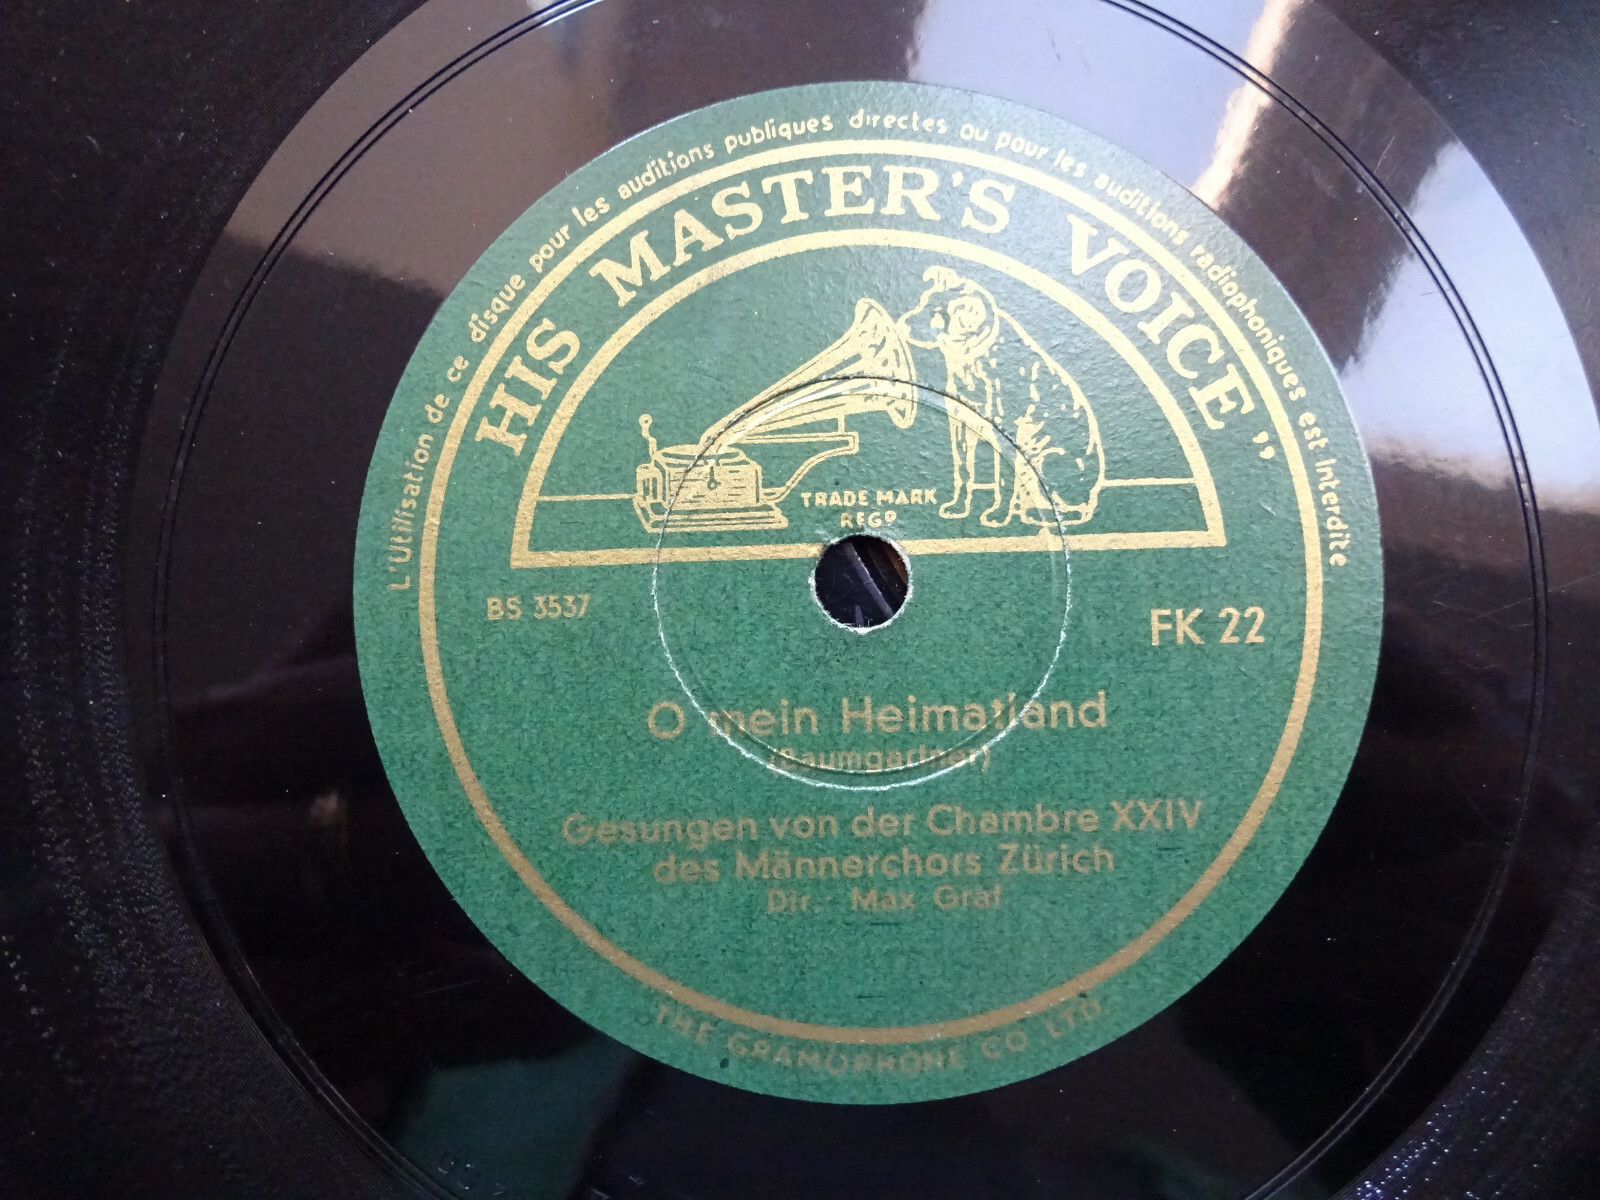 L'Utilisation de ce disque pour les auditions publiques directes ou pour les auditions radiophoniques est interdite
HIS MASTER'S VOICE"
TRADE MARK
REGD
BS 3537
FK 22
O mein Heimatland
(Baumgartner)
Gesungen von der Chambre XXIV
des Männerchors Zürich
Dir.: Max Graf
THE GRAMOPHONE CO LTD.